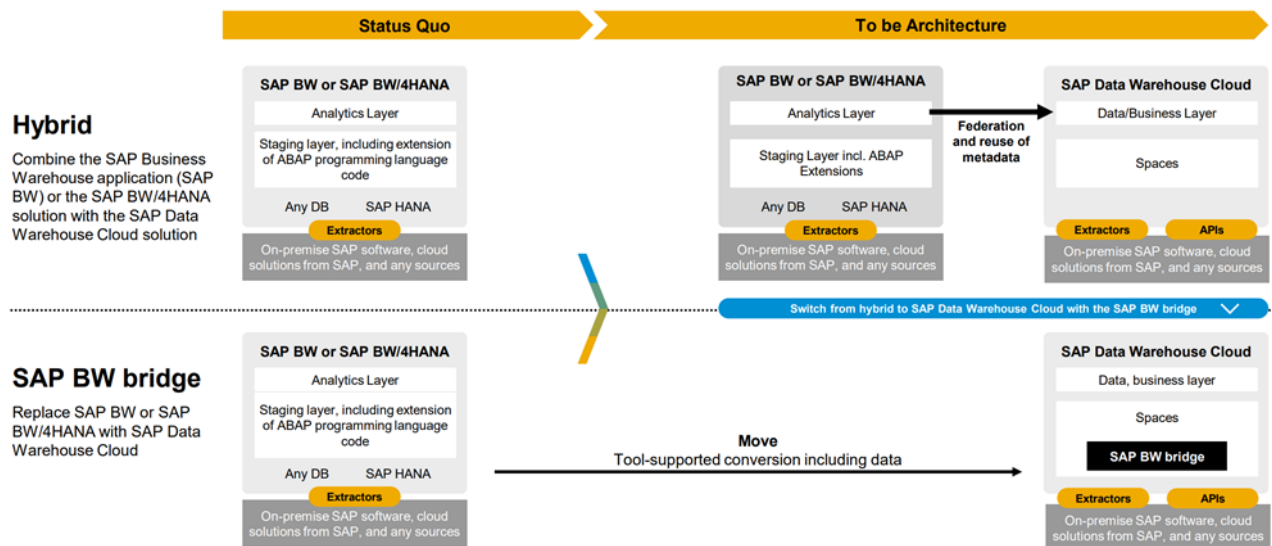 Status Quo
To be Architecture
Hybrid
Combine the SAP Business
Warehouse application (SAP
BW) or the SAP BW/4HANA
solution with the SAP Data
Warehouse Cloud solution
SAP BW or SAP BW/4HANA
Analytics Layer
Staging layer, including extension
of ABAP programming language
code
Any DB SAP HANA
Extractors
On-premise SAP software, cloud
solutions from SAP, and any sources
SAP BW or SAP BW/4HANA
Analytics Layer
Staging Layer incl. ABAP
Extensions
Any DB SAP HANA
Extractors
On-premise SAP software, cloud
solutions from SAP, and any sources
Federation
and reuse of
metadata
SAP Data Warehouse Cloud
Data/Business Layer
Spaces
Extractors APIs
On-premise SAP software, cloud
solutions from SAP, and any sources
Switch from hybrid to SAP Data Warehouse Cloud with the SAP BW bridge
SAP BW bridge
Replace SAP BW or SAP
BW/4HANA with SAP Data
Warehouse Cloud
SAP BW or SAP BW/4HANA
Analytics Layer
Staging layer, including extension
of ABAP programming language
code
Any DB SAP HANA
Extractors
On-premise SAP software, cloud
solutions from SAP, and any sources
Move
Tool-supported conversion including data
SAP Data Warehouse Cloud
Data, business layer
Spaces
SAP BW bridge
Extractors APIs
On-premise SAP software, cloud
solutions from SAP, and any sources